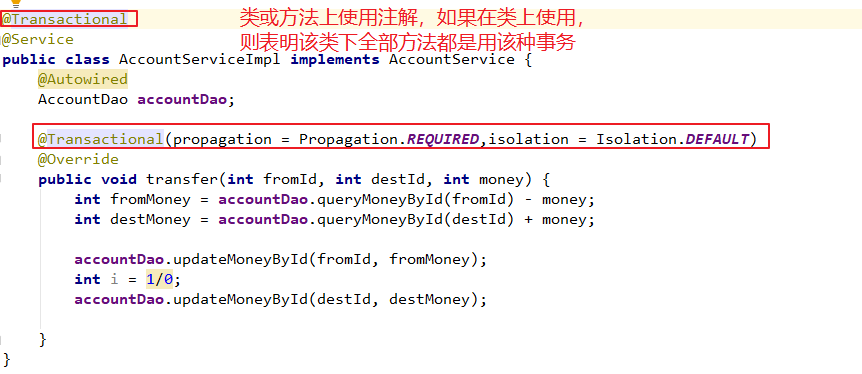 @Transactional 类或方法上使用注解，如果在类上使用，
@Service 则表明该类下全部方法都是用该种事务
public class AccountServiceImpl implements AccountService {
@Autowired
AccountDao accountDao;
@Transactional(propagation = Propagation.REQUIRED,isolation = Isolation.DEFAULT)
@Override
public void transfer(int fromId, int destId, int money) {
int fromMoney = accountDao.queryMoneyById(fromId) - money;
int destMoney = accountDao.queryMoneyById(destId) + money;
accountDao.updateMoneyById(fromId, fromMoney);
int i = 1/0;
accountDao.updateMoneyById(destId, destMoney);
}
}